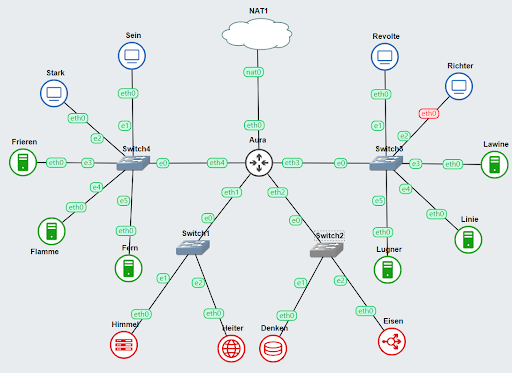 NAT1
nat0
Sein
Revolte
Stark
Richter
eth0
eth0
eth0
eth0
eth0
e1
e1
e2
e2
Frieren
Switch4
Aura
Switch3
Lawine
eth0
e3
e0
eth4
eth3
e0
e3
eth0
e4
e5
eth1
eth2
e5
e4
eth0
eth0
e0
e0
eth0
eth0
Flamme
Fern
Switch1
Switch2
Lugner
Linie
e1
e2
e1
e2
eth0
eth0
eth0
eth0
Himmel
Heiter
Denken
Eisen